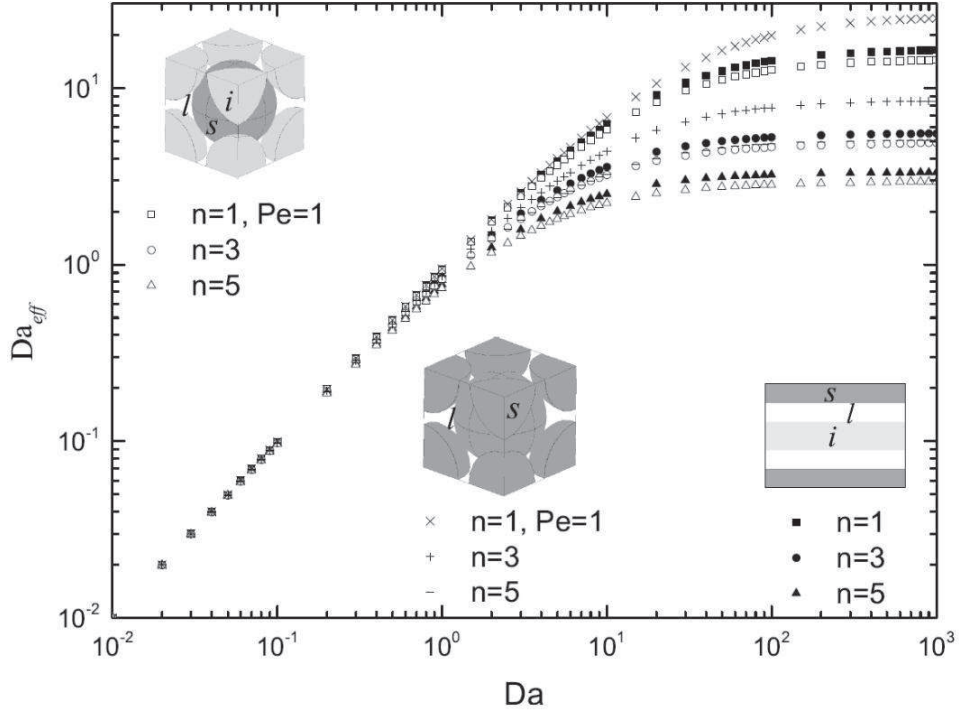 10¹
10⁰
10⁻¹
10⁻²
Da_eff
l
s
i
n=1, Pe=1
n=3
n=5
l
s
n=1, Pe=1
n=3
n=5
s
l
i
n=1
n=3
n=5
10⁻² 10⁻¹ 10⁰ 10¹ 10² 10³
Da